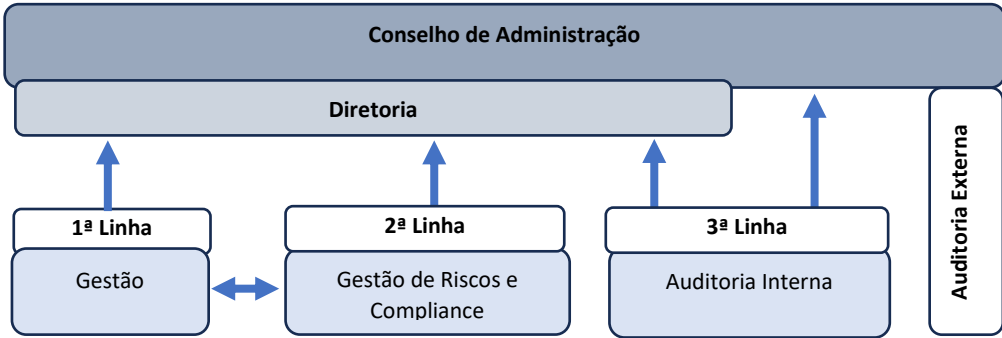 Conselho de Administração
Diretoria
1ª Linha
Gestão
2ª Linha
Gestão de Riscos e
Compliance
3ª Linha
Auditoria Interna
Auditoria Externa